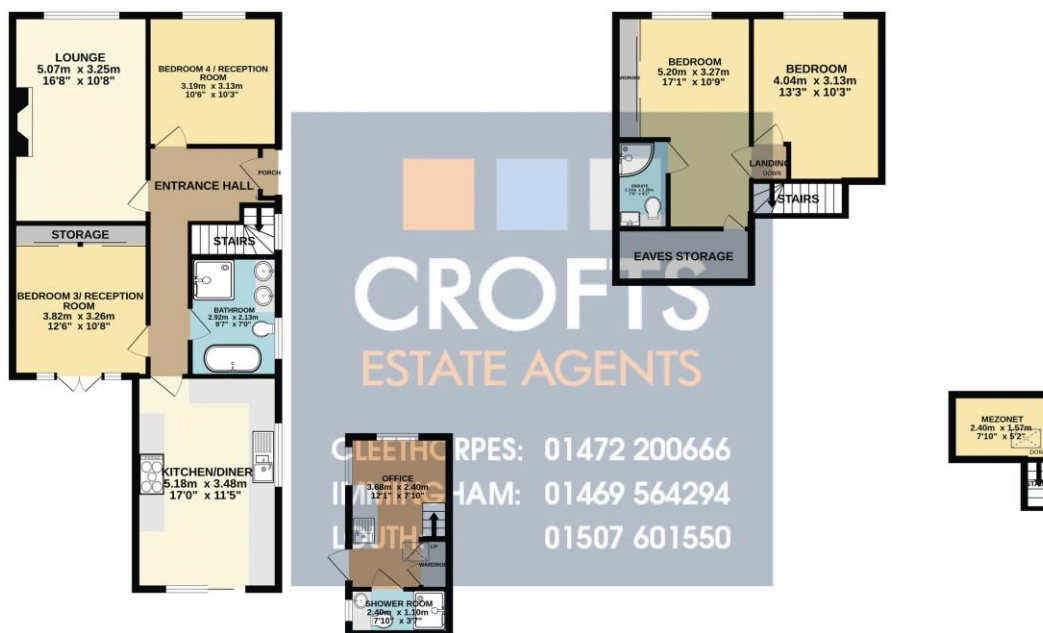 LOUNGE
5.07m x 3.25m
16'8" x 10'8"
BEDROOM 4 / RECEPTION
ROOM
3.19m x 3.13m
10'6" x 10'3"
ENTRANCE HALL
PORCH
STORAGE
STAIRS
BEDROOM 3/ RECEPTION
ROOM
3.82m x 3.26m
12'6" x 10'8"
BATHROOM
2.92m x 2.13m
9'7" x 7'0"
KITCHEN/DINER
5.18m x 3.48m
17'0" x 11'5"
OFFICE
3.68m x 2.40m
12'1" x 7'10"
UP
WARDROBE
SHOWER ROOM
2.40m x 1.10m
7'10" x 3'7"
BEDROOM
5.20m x 3.27m
17'1" x 10'9"
BEDROOM
4.04m x 3.13m
13'3" x 10'3"
LANDING
DOWN
STAIRS
ENSUITE
EAVES STORAGE
CROFTS
ESTATE AGENTS
CLEETHORPES: 01472 200666
IMMINGHAM: 01469 564294
LOUTH: 01507 601550
MEZONET
2.40m x 1.57m
7'10" x 5'2"